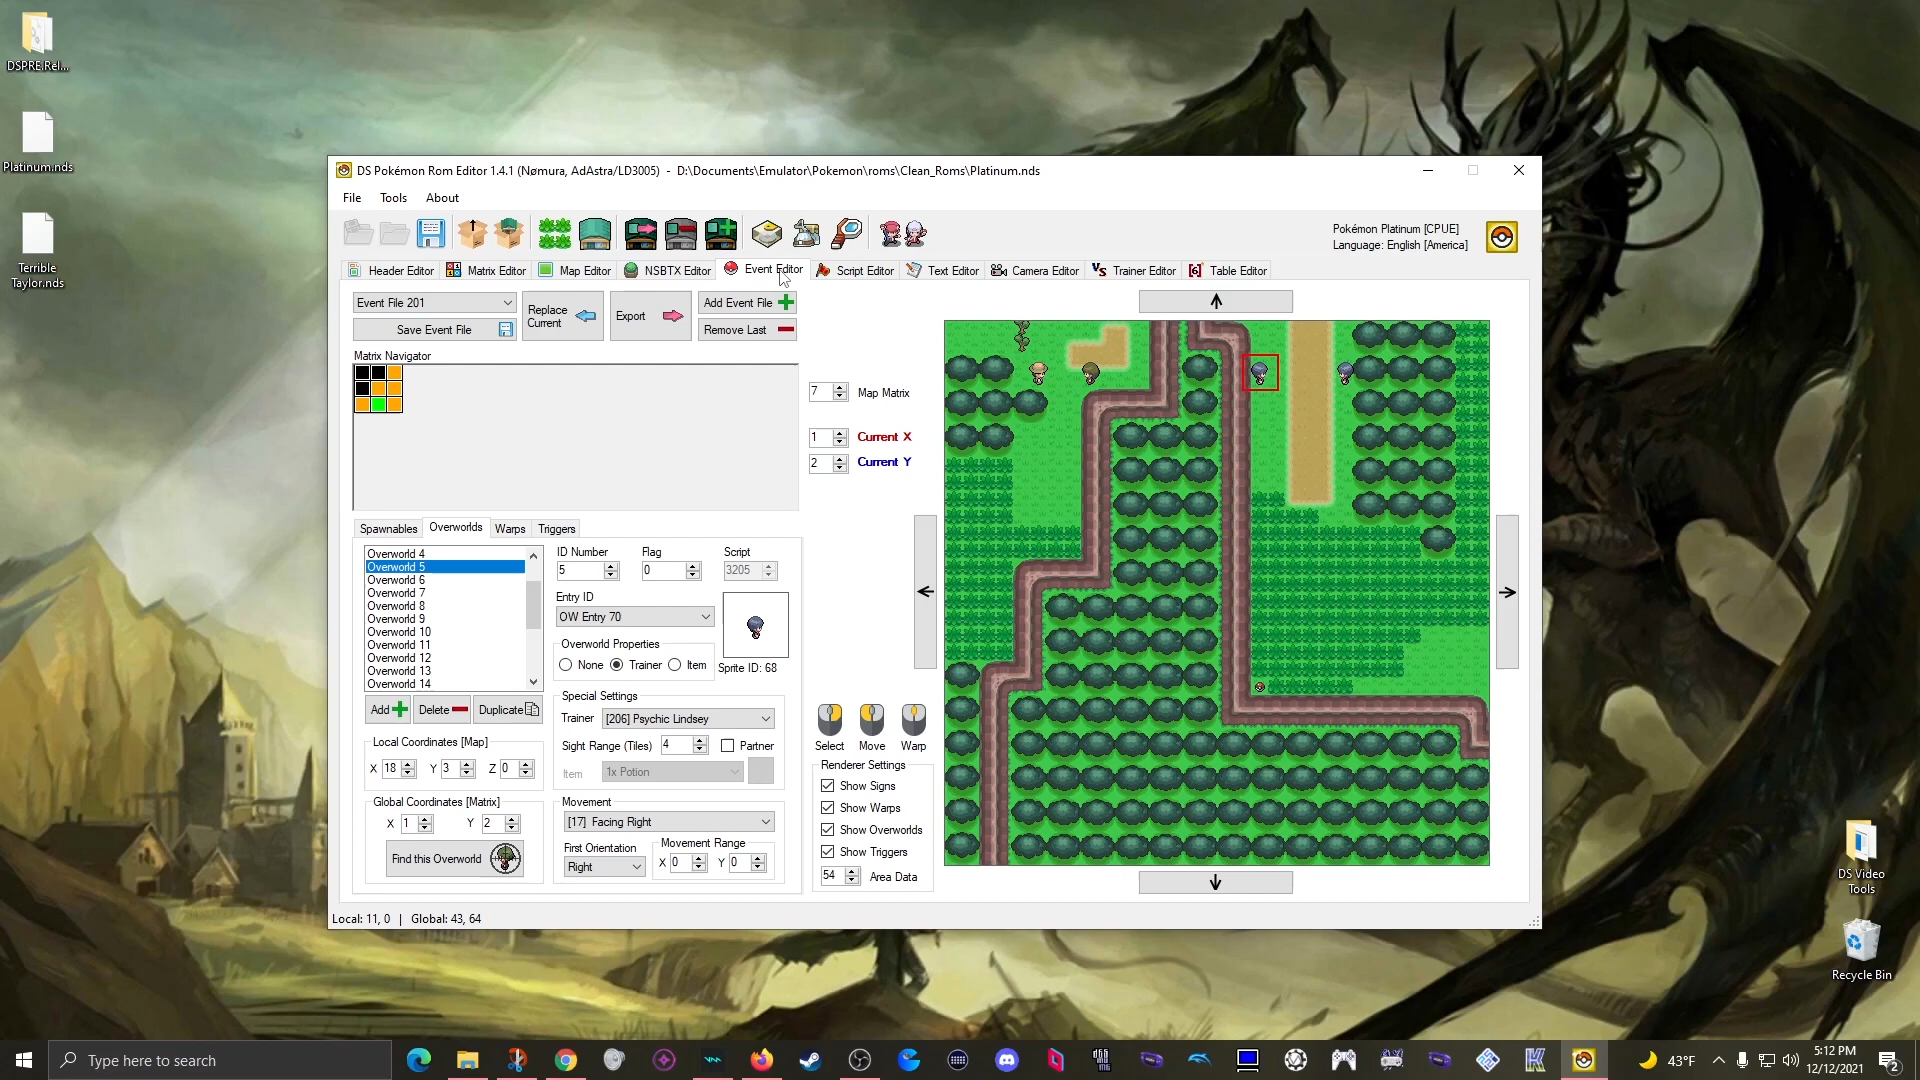 DSPRE.Rel...
Platinum.nds
Terrible
Taylor.nds
DS Pokémon Rom Editor 1.4.1 (Nømura, AdAstra/LD3005)  -  D:\Documents\Emulator\Pokemon\roms\Clean_Roms\Platinum.nds
File Tools About
Pokémon Platinum [CPUE]
Language: English [America]
Header Editor Matrix Editor Map Editor NSBTX Editor Event Editor Script Editor Text Editor Camera Editor Trainer Editor Table Editor
Event File 201
Save Event File
Replace
Current
Export
Add Event File
Remove Last
Matrix Navigator
7 Map Matrix
1 Current X
2 Current Y
Spawnables Overworlds Warps Triggers
Overworld 4
Overworld 5
Overworld 6
Overworld 7
Overworld 8
Overworld 9
Overworld 10
Overworld 11
Overworld 12
Overworld 13
Overworld 14
Add Delete Duplicate
ID Number Flag Script
5 0 3205
Entry ID
OW Entry 70
Overworld Properties
None Trainer Item
Sprite ID: 68
Special Settings
Trainer [206] Psychic Lindsey
Sight Range (Tiles) 4 Partner
Item 1x Potion
Local Coordinates [Map]
X 18 Y 3 Z 0
Global Coordinates [Matrix]
X 1 Y 2
Find this Overworld
Movement
[17] Facing Right
First Orientation
Right
Movement Range
X 0 Y 0
Select Move Warp
Renderer Settings
Show Signs
Show Warps
Show Overworlds
Show Triggers
54 Area Data
Local: 11, 0 | Global: 43, 64
DS Video
Tools
Recycle Bin
Type here to search
43°F
5:12 PM
12/12/2021
2